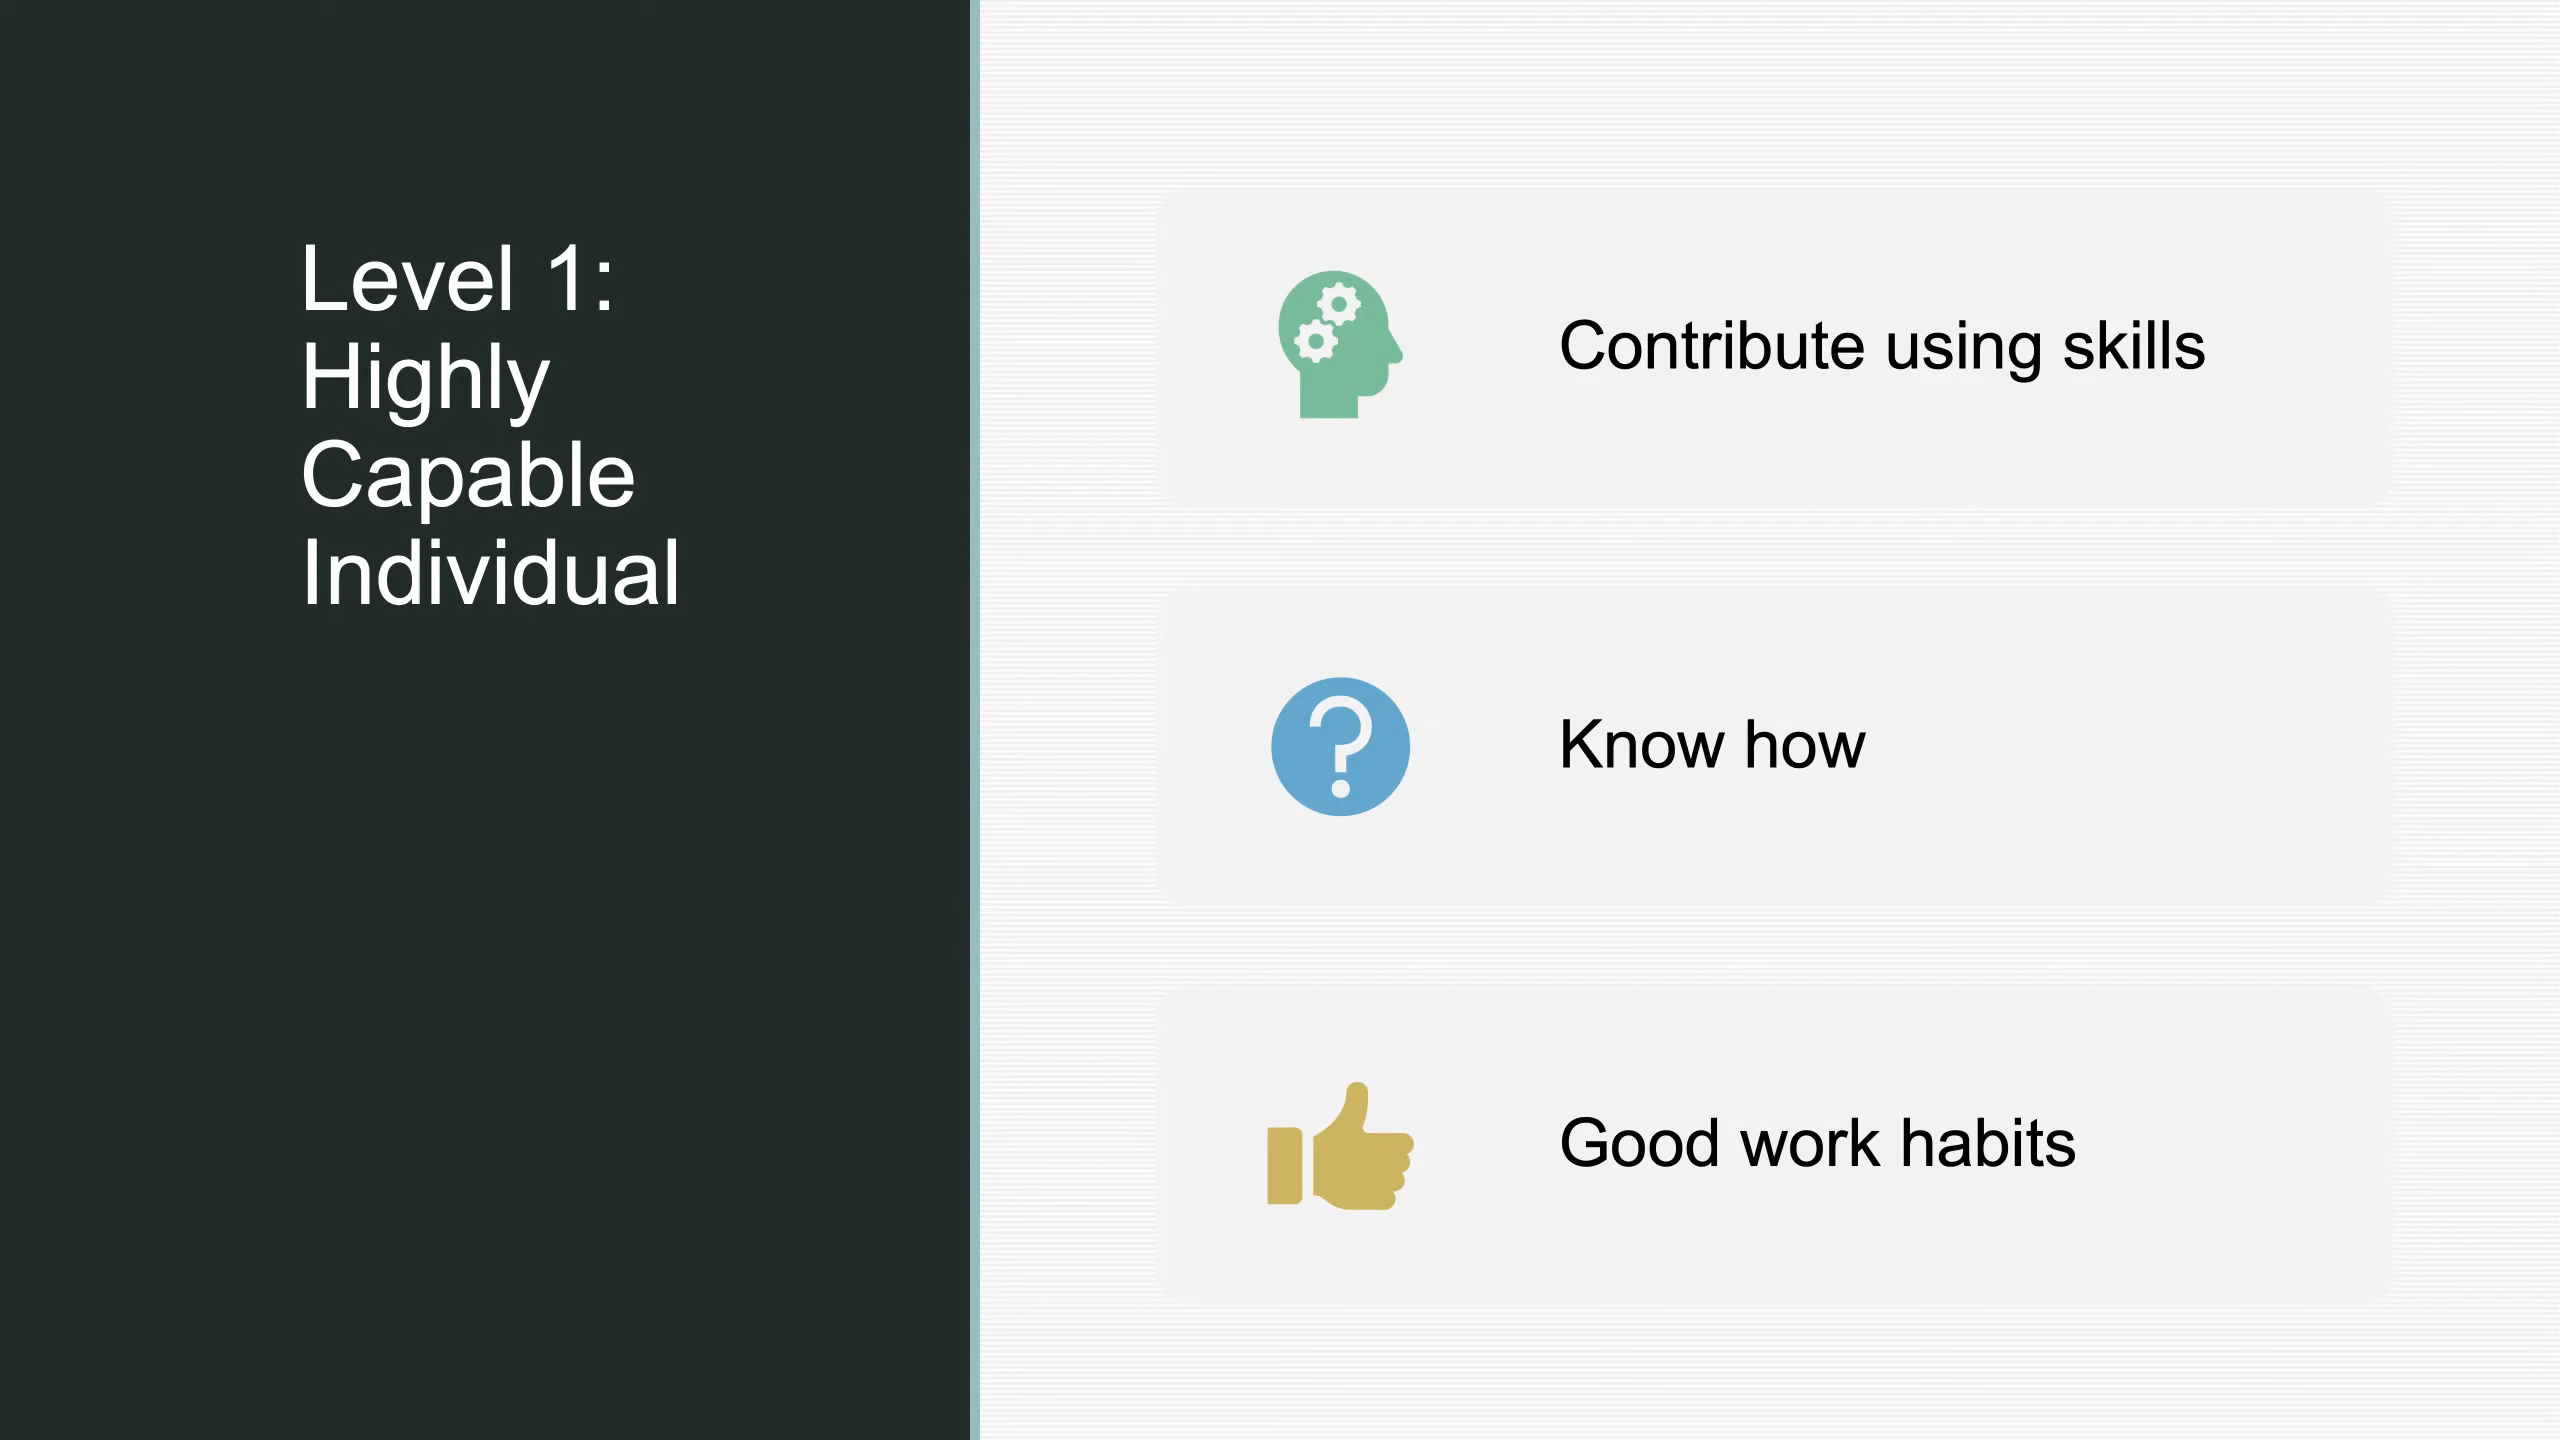 Level 1:
Highly
Capable
Individual
Contribute using skills
Know how
Good work habits